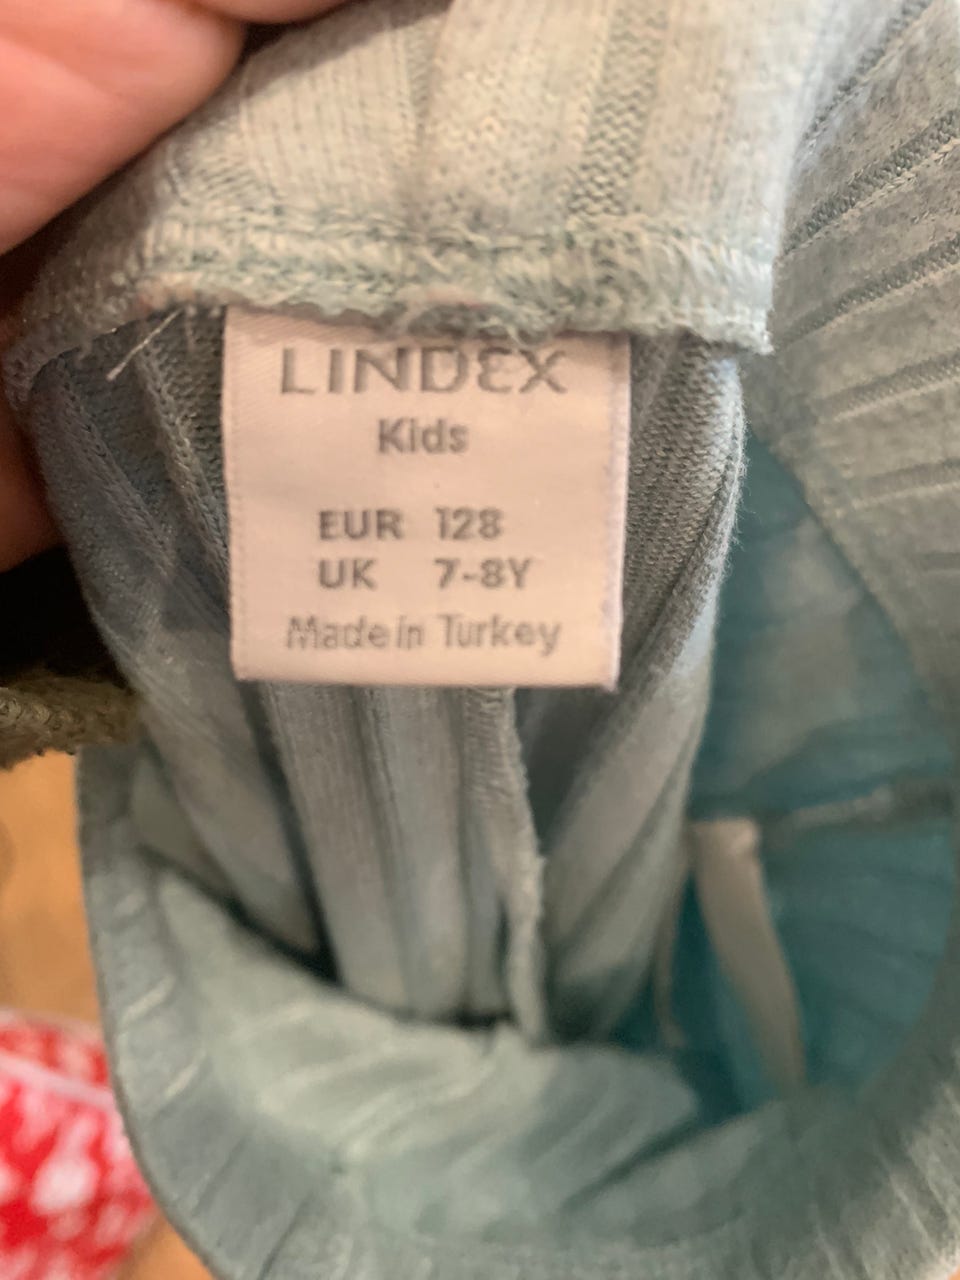 LINDEX
Kids
EUR 128
UK 7-8Y
Made in Turkey